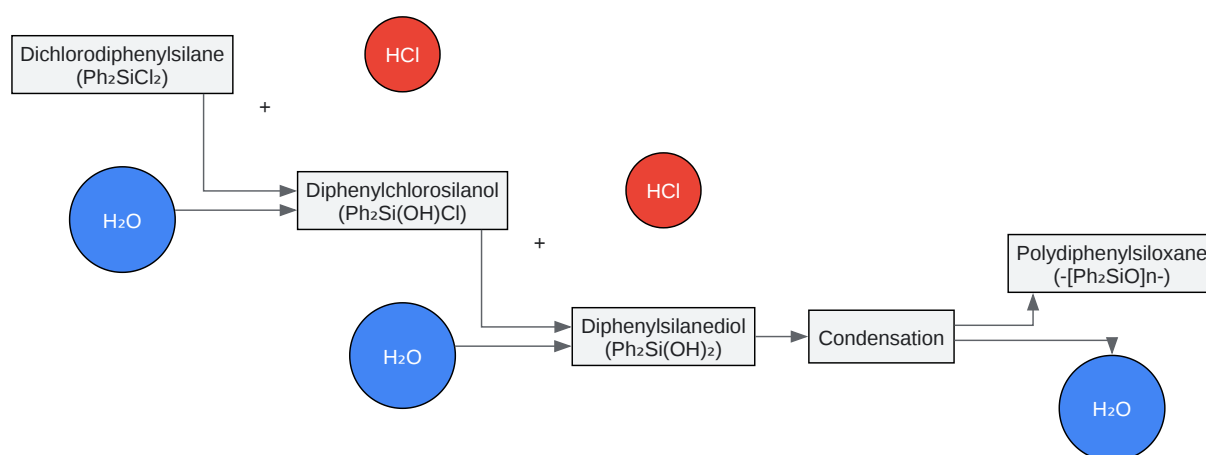 Dichlorodiphenylsilane
(Ph₂SiCl₂)
HCl
+
H₂O
Diphenylchlorosilanol
(Ph₂Si(OH)Cl)
HCl
+
H₂O
Diphenylsilanediol
(Ph₂Si(OH)₂)
Condensation
Polydiphenylsiloxane
(-[Ph₂SiO]n-)
H₂O